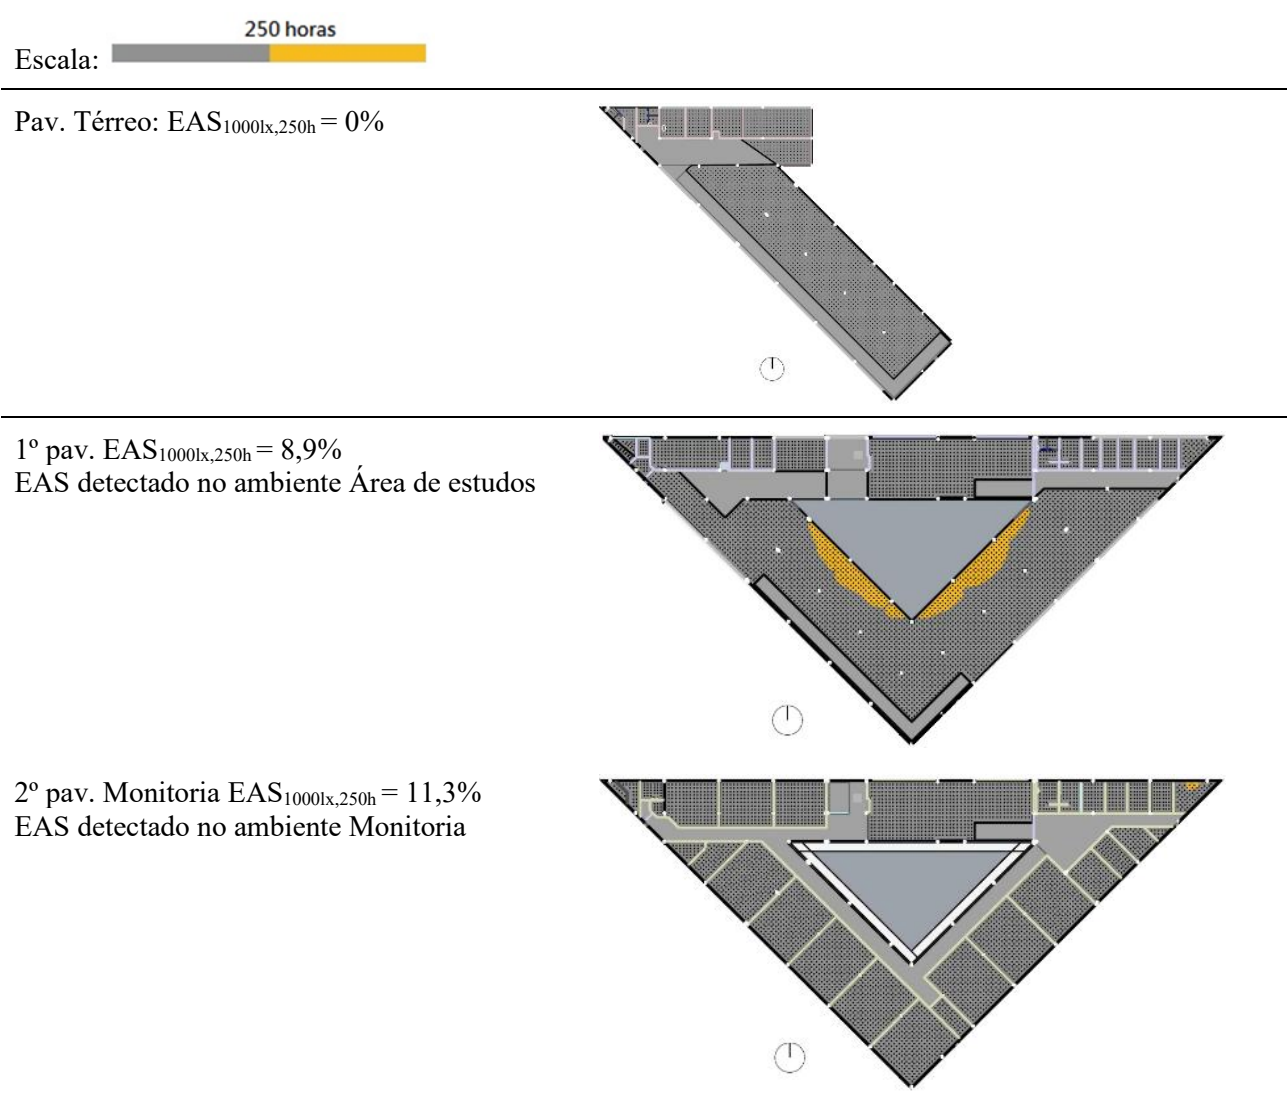 250 horas
Escala:
Pav. Térreo: EAS1000lx,250h = 0%
1º pav. EAS1000lx,250h = 8,9%
EAS detectado no ambiente Área de estudos
2º pav. Monitoria EAS1000lx,250h = 11,3%
EAS detectado no ambiente Monitoria